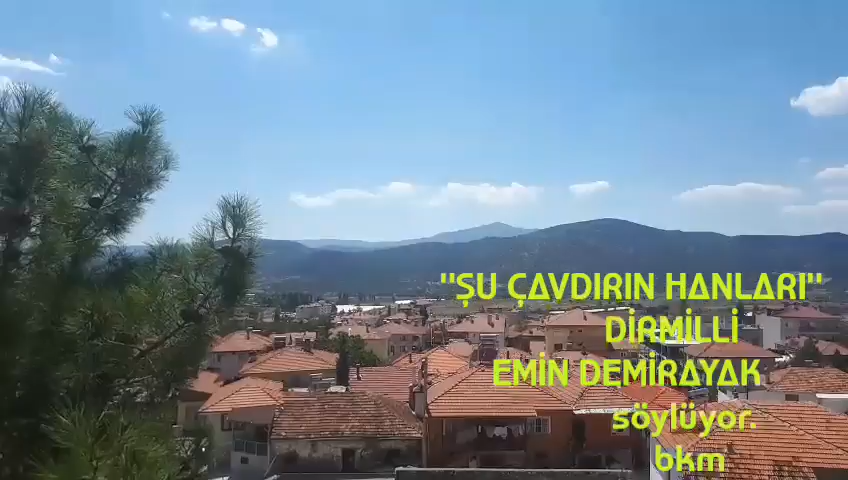 "ŞU ÇAVDIRIN HANLARI"
DİRMİLLİ
EMİN DEMİRAYAK
söylüyor.
bkm